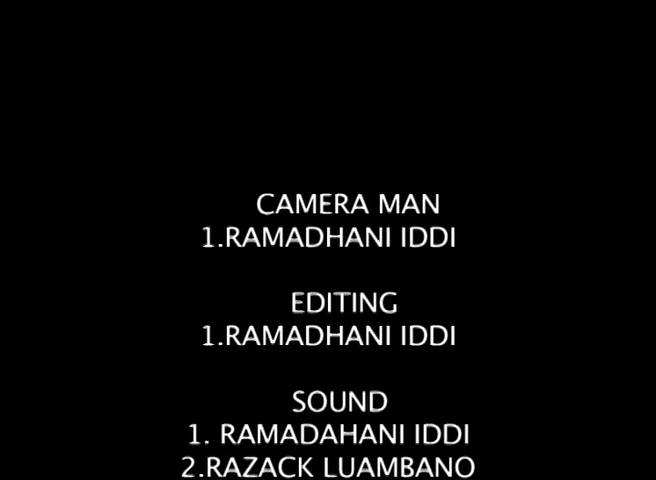 CAMERA MAN
1.RAMADHANI IDDI
EDITING
1.RAMADHANI IDDI
SOUND
1. RAMADAHANI IDDI
2.RAZACK LUAMBANO